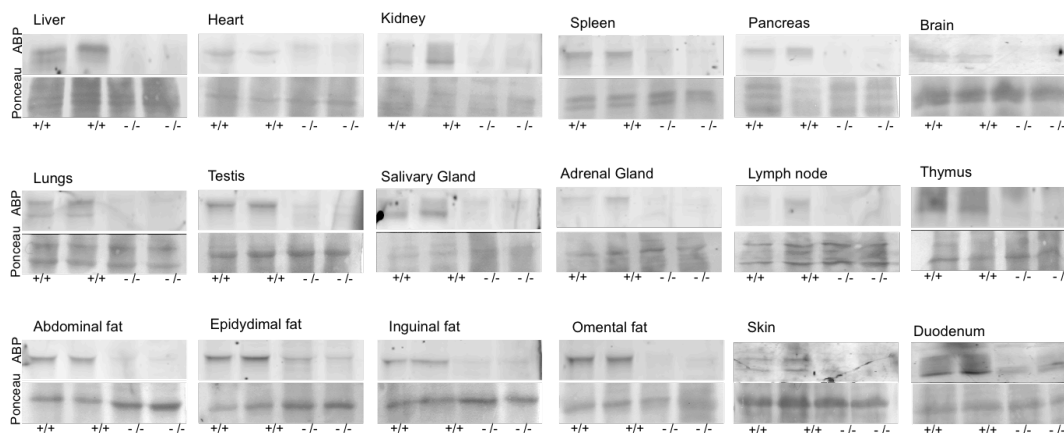 Liver Heart Kidney Spleen Pancreas Brain
ABP
Ponceau
+/+ +/+ - /- - /- +/+ +/+ - /- - /- +/+ +/+ - /- - /- +/+ +/+ - /- - /- +/+ +/+ - /- - /- +/+ +/+ - /- - /-
Lungs Testis Salivary Gland Adrenal Gland Lymph node Thymus
ABP
Ponceau
+/+ +/+ - /- - /- +/+ +/+ - /- - /- +/+ +/+ - /- - /- +/+ +/+ - /- - /- +/+ +/+ - /- - /- +/+ +/+ - /- - /
Abdominal fat Epidydimal fat Inguinal fat Omental fat Skin Duodenum
ABP
Ponceau
+/+ +/+ - /- - /- +/+ +/+ - /- - /- +/+ +/+ - /- - /- +/+ +/+ - /- - /- +/+ +/+ - /- - /- +/+ +/+ - /- - /-